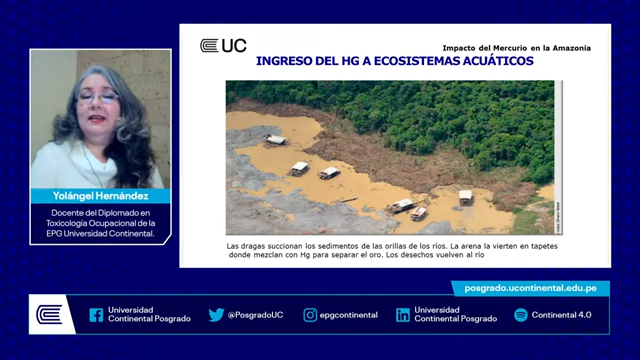 UC
Impacto del Mercurio en la Amazonía
INGRESO DEL HG A ECOSISTEMAS ACUÁTICOS
Las dragas succionan los sedimentos de las orillas de los ríos. La arena la vierten en tapetes
donde mezclan con Hg para separar el oro. Los desechos vuelven al río
Yolángel Hernández
Docente del Diplomado en
Toxicología Ocupacional de la
EPG Universidad Continental.
posgrado.ucontinental.edu.pe
Universidad
Continental Posgrado
@PosgradoUC
epgcontinental
Universidad
Continental Posgrado
Continental 4.0